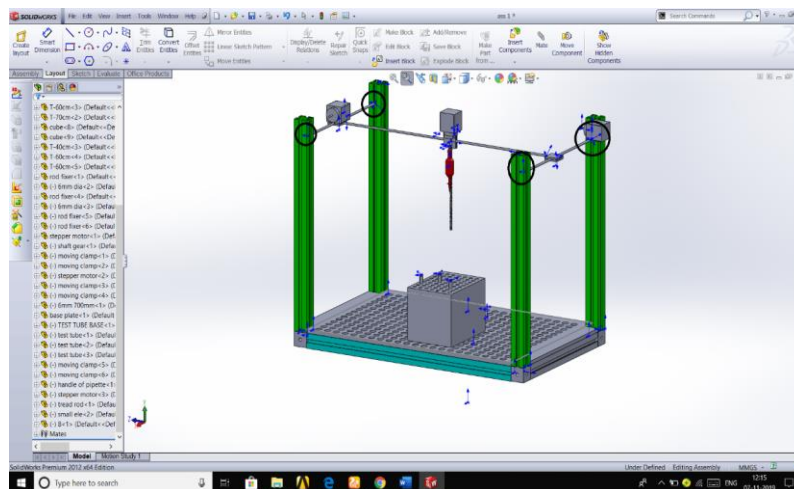 SOLIDWORKS File Edit View Insert Tools Window Help
ass 1 *
Search Commands
Create layout
Smart Dimension
Trim Entities
Convert Entities
Offset Entities
Mirror Entities
Linear Sketch Pattern
Move Entities
Display/Delete Relations
Repair Sketch
Quick Snaps
Make Block
Edit Block
Insert Block
Add/Remove
Save Block
Explode Block
Make Part from...
Insert Components
Mate
Move Component
Show Hidden Components
Assembly Layout Sketch Evaluate Office Products
T-60cm<3> (Default<<
T-70cm<2> (Default<<
cube<8> (Default<<De
cube<9> (Default<<De
T-40cm<3> (Default<<
T-60cm<4> (Default<<
T-60cm<5> (Default<<
rod fixer<1> (Default<
(-) 6mm dia<2> (Defau
rod fixer<4> (Default<
(-) 6mm dia<3> (Defau
(-) rod fixer<5> (Defaul
(-) rod fixer<6> (Defaul
stepper motor<1> (Def
(-) shaft gear<1> (Defa
(-) moving clamp<1> (D
(-) moving clamp<2> (D
(-) stepper motor<2> (D
(-) moving clamp<3> (D
(-) moving clamp<4> (D
(-) 6mm 700mm<1> (D
base plate<1> (Default
(-) TEST TUBE BASE<1>
(-) test tube<1> (Defaul
(-) test tube<2> (Defaul
(-) test tube<3> (Defaul
(-) moving clamp<5> (D
(-) moving clamp<6> (D
(-) handle of pipette<1>
(-) stepper motor<3> (D
(-) tread rod<1> (Defau
(-) small ele<2> (Defau
(-) B<1> (Default<<Def
Mates
Model Motion Study 1
SolidWorks Premium 2012 x64 Edition
Under Defined Editing Assembly MMGS
Type here to search
ENG
12:15
07-11-2019